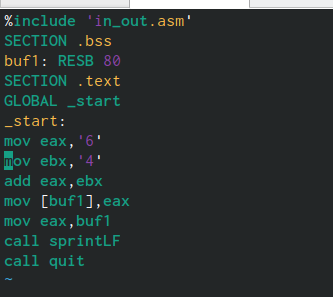 %include 'in_out.asm'
SECTION .bss
buf1: RESB 80
SECTION .text
GLOBAL _start
_start:
mov eax,'6'
mov ebx,'4'
add eax,ebx
mov [buf1],eax
mov eax,buf1
call sprintLF
call quit
~